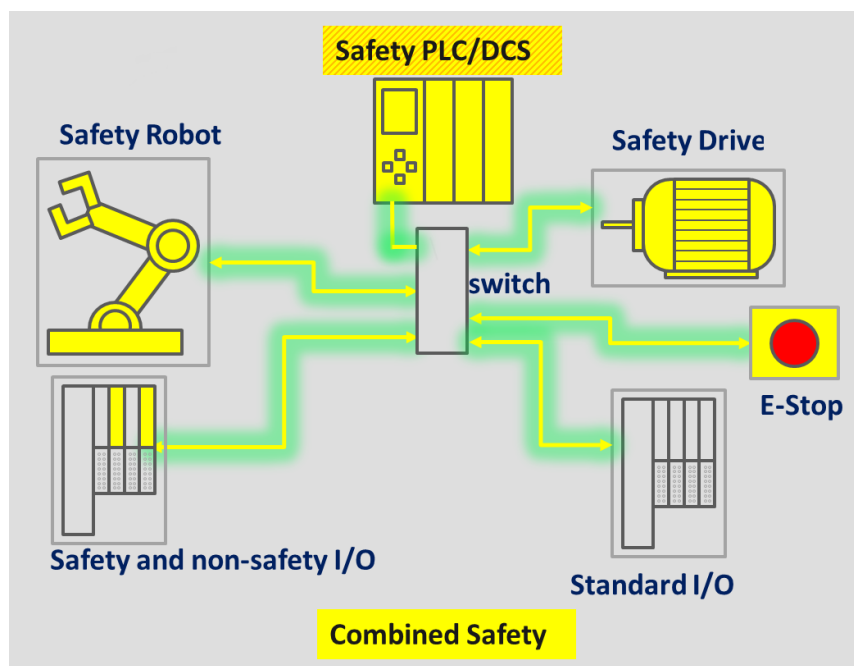 Safety PLC/DCS
Safety Robot
Safety Drive
switch
E-Stop
Safety and non-safety I/O
Standard I/O
Combined Safety